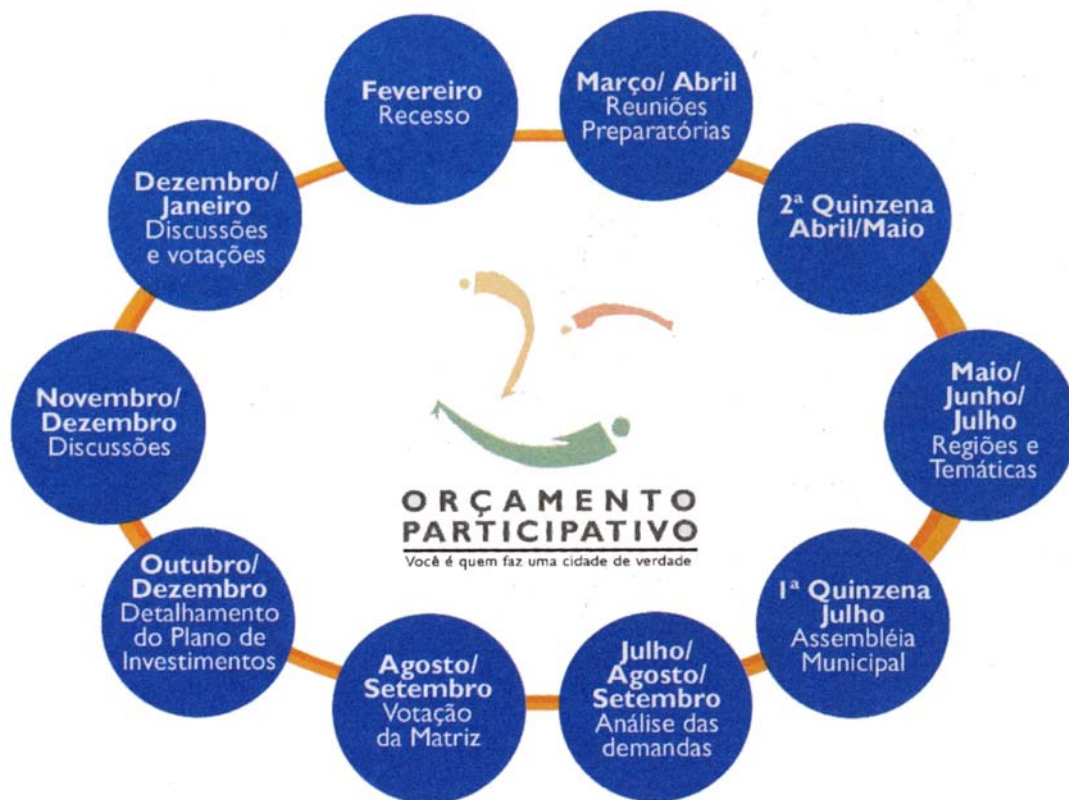 Fevereiro
Recesso
Março/ Abril
Reuniões
Preparatórias
2ª Quinzena
Abril/Maio
Maio/
Junho/
Julho
Regiões e
Temáticas
1ª Quinzena
Julho
Assembléia
Municipal
Julho/
Agosto/
Setembro
Análise das
demandas
Agosto/
Setembro
Votação
da Matriz
Outubro/
Dezembro
Detalhamento
do Plano de
Investimentos
Novembro/
Dezembro
Discussões
Dezembro/
Janeiro
Discussões
e votações
ORÇAMENTO
PARTICIPATIVO
Você é quem faz uma cidade de verdade